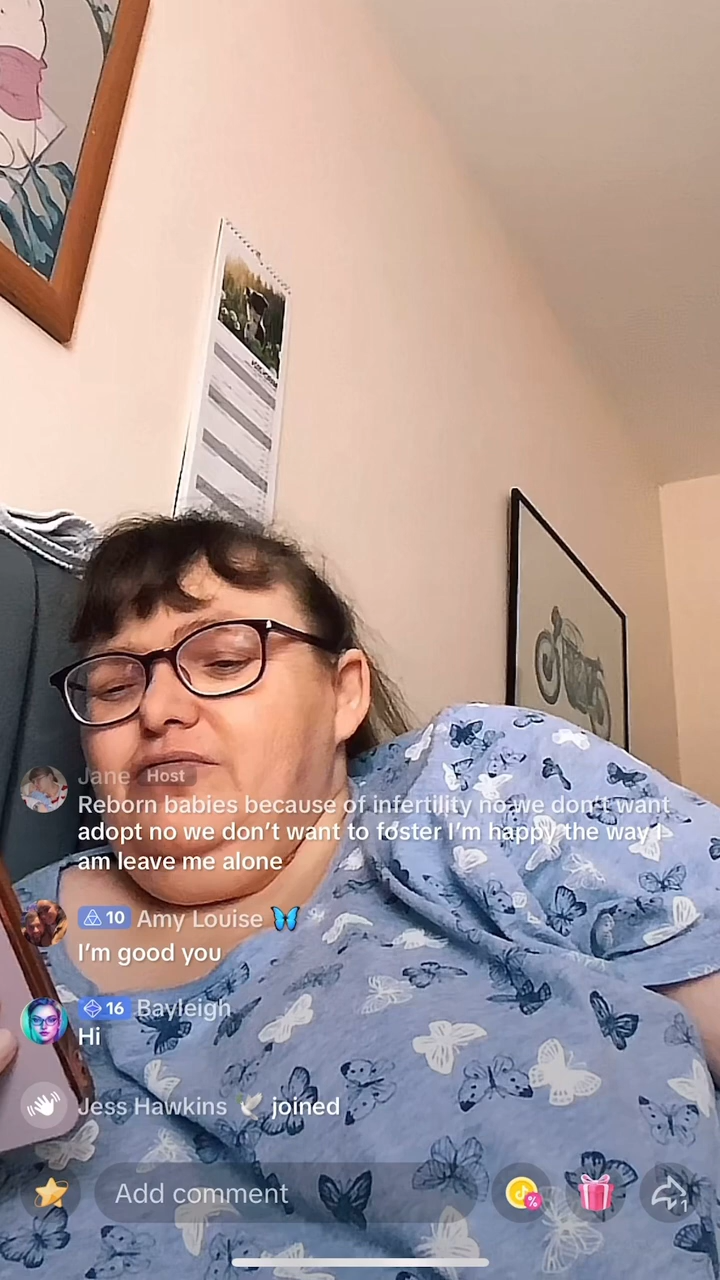 Jane Host
Reborn babies because of infertility no we don't want
adopt no we don't want to foster I'm happy the way I
am leave me alone
10 Amy Louise 🦋
I'm good you
16 Bayleigh
Hi
Jess Hawkins 🕊️ joined
Add comment
1